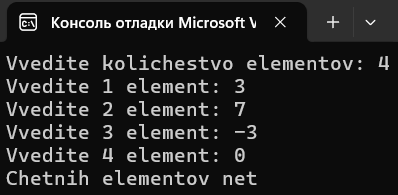 Консоль отладки Microsoft V
Vvedite kolichestvo elementov: 4
Vvedite 1 element: 3
Vvedite 2 element: 7
Vvedite 3 element: -3
Vvedite 4 element: 0
Chetnih elementov net